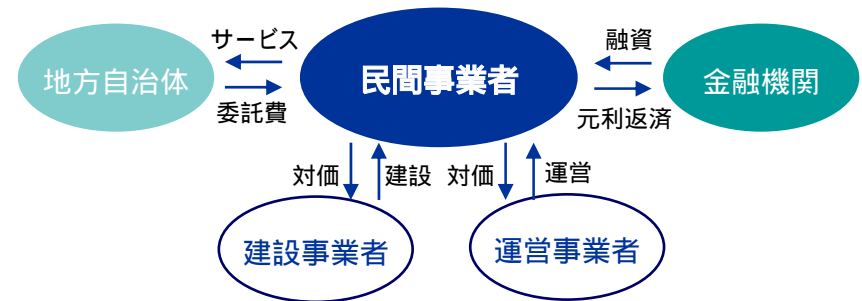 サービス
融資
地方自治体
民間事業者
金融機関
委託費
元利返済
対価
建設
対価
運営
建設事業者
運営事業者